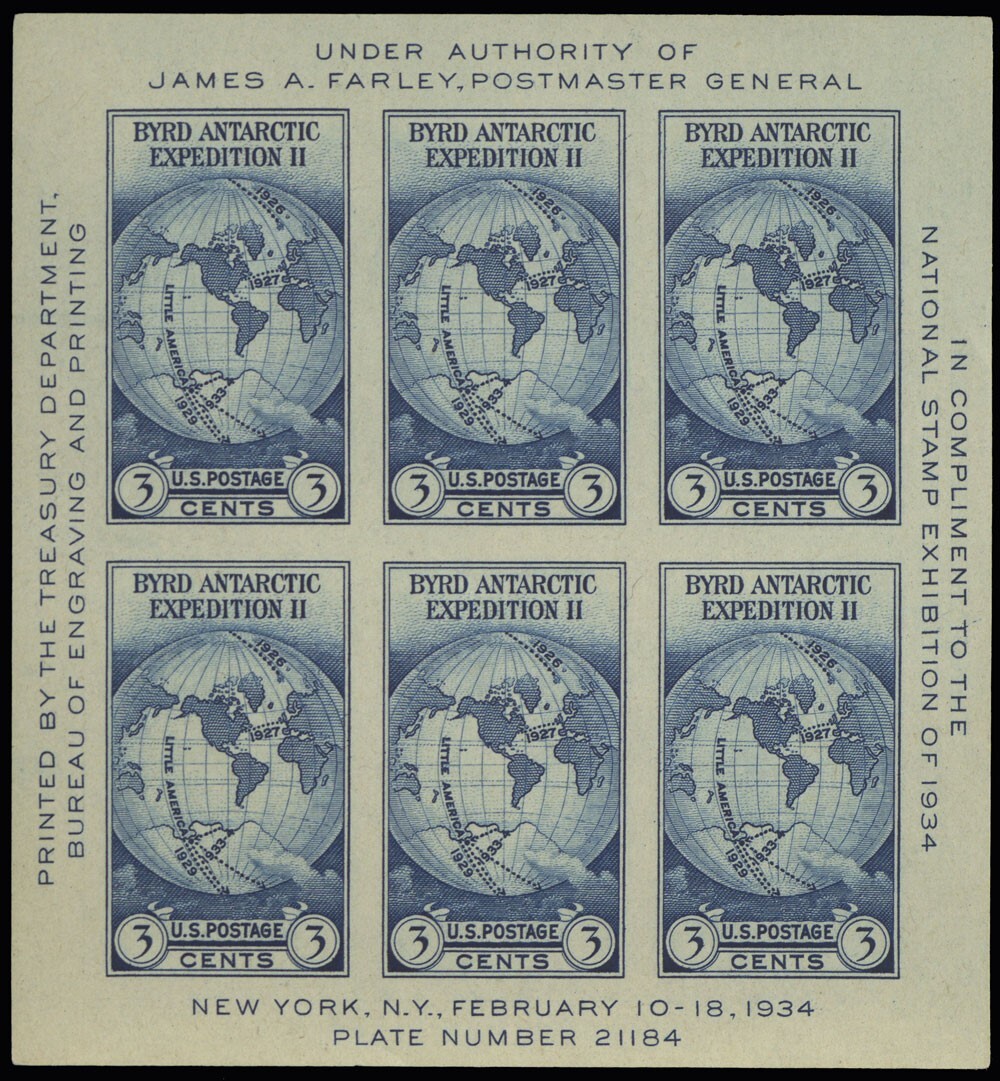 UNDER AUTHORITY OF
JAMES A. FARLEY, POSTMASTER GENERAL
PRINTED BY THE TREASURY DEPARTMENT,
BUREAU OF ENGRAVING AND PRINTING
BYRD ANTARCTIC
EXPEDITION II
1926
1927
LITTLE AMERICA
1929
1933
3 U.S. POSTAGE 3
CENTS
BYRD ANTARCTIC
EXPEDITION II
1926
1927
LITTLE AMERICA
1929
1933
3 U.S. POSTAGE 3
CENTS
BYRD ANTARCTIC
EXPEDITION II
1926
1927
LITTLE AMERICA
1929
1933
3 U.S. POSTAGE 3
CENTS
BYRD ANTARCTIC
EXPEDITION II
1926
1927
LITTLE AMERICA
1929
1933
3 U.S. POSTAGE 3
CENTS
BYRD ANTARCTIC
EXPEDITION II
1926
1927
LITTLE AMERICA
1929
1933
3 U.S. POSTAGE 3
CENTS
BYRD ANTARCTIC
EXPEDITION II
1926
1927
LITTLE AMERICA
1929
1933
3 U.S. POSTAGE 3
CENTS
IN COMPLIMENT TO THE
NATIONAL STAMP EXHIBITION OF 1934
NEW YORK, N.Y., FEBRUARY 10-18, 1934
PLATE NUMBER 21184